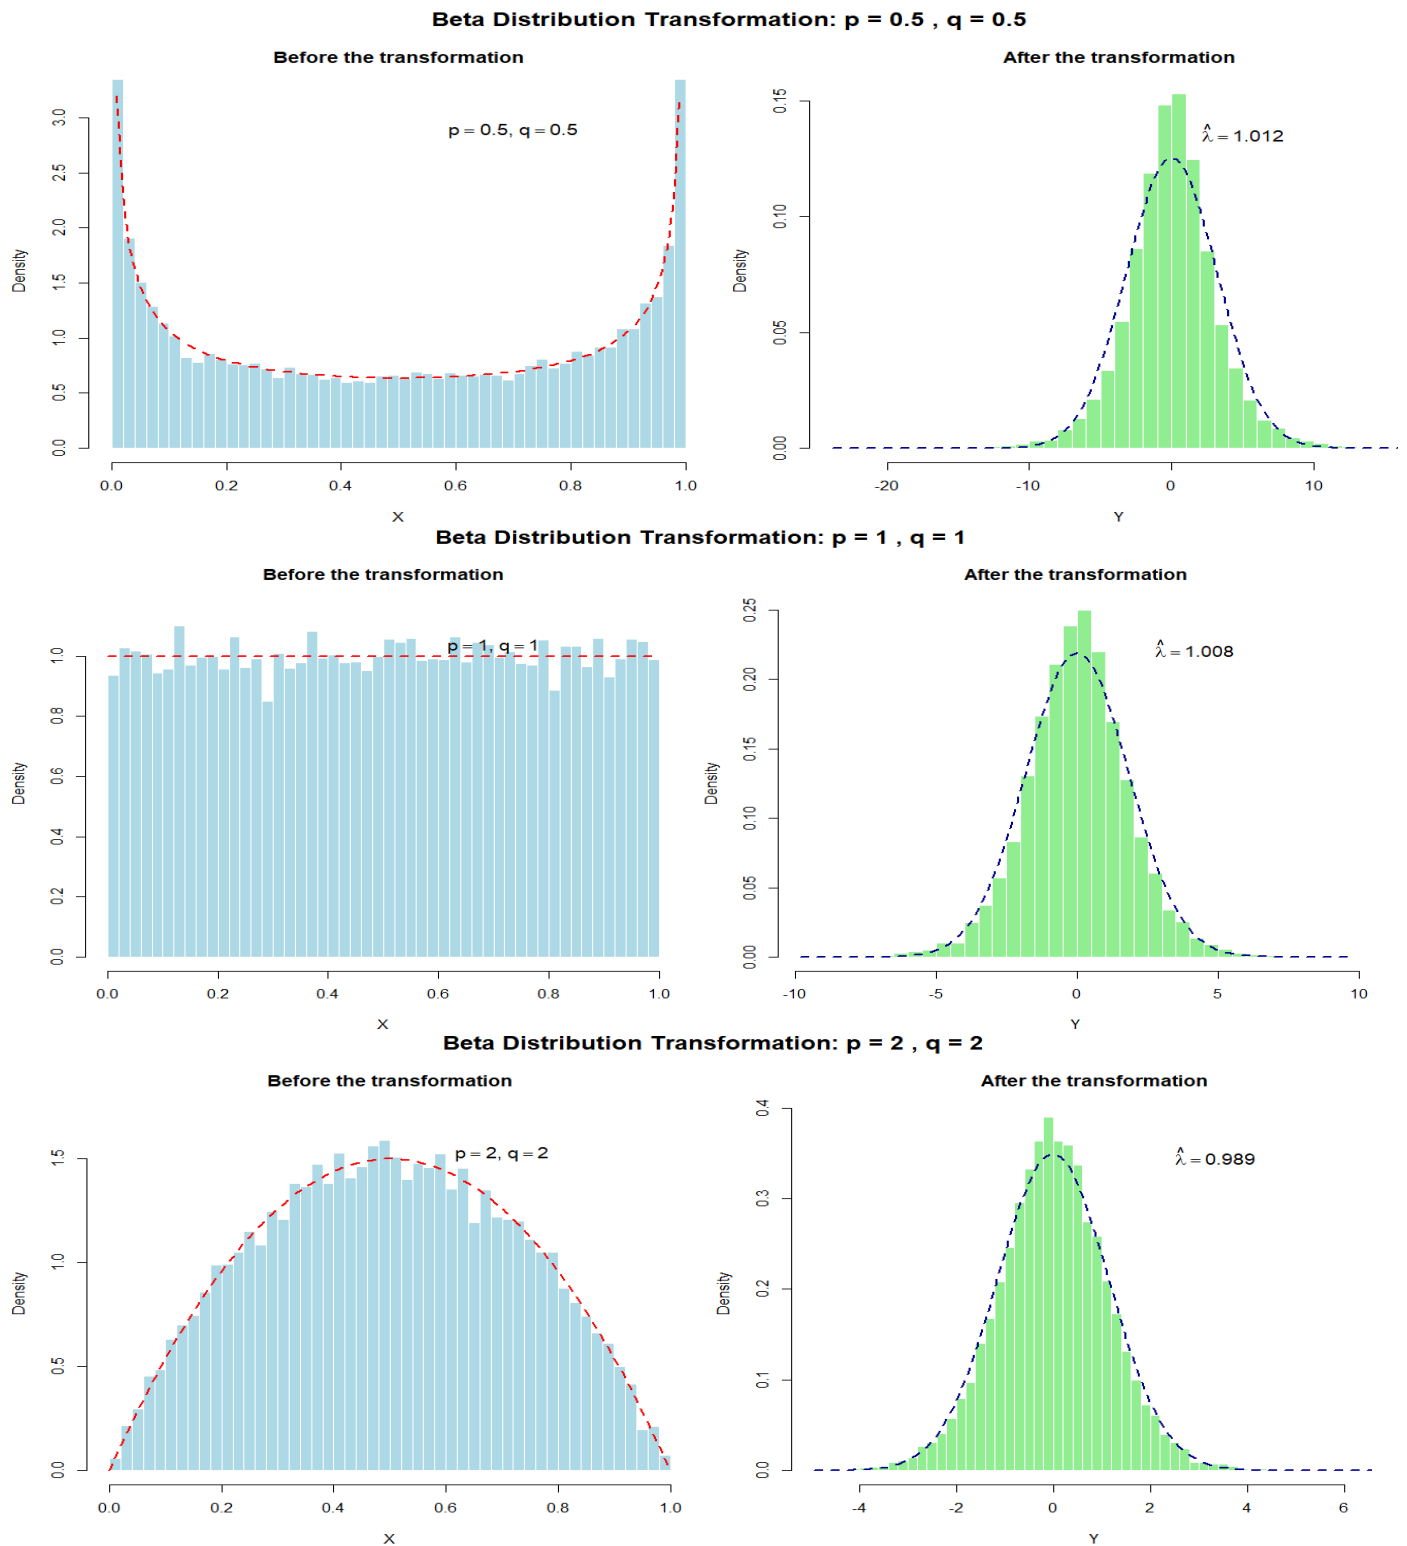 Beta Distribution Transformation: p = 0.5 , q = 0.5
Before the transformation
p = 0.5, q = 0.5
Density
0.0 0.5 1.0 1.5 2.0 2.5 3.0
0.0 0.2 0.4 0.6 0.8 1.0
X
After the transformation
λ̂ = 1.012
Density
0.00 0.05 0.10 0.15
-20 -10 0 10
Y
Beta Distribution Transformation: p = 1 , q = 1
Before the transformation
p = 1, q = 1
Density
0.0 0.2 0.4 0.6 0.8 1.0
0.0 0.2 0.4 0.6 0.8 1.0
X
After the transformation
λ̂ = 1.008
Density
0.00 0.05 0.10 0.15 0.20 0.25
-10 -5 0 5 10
Y
Beta Distribution Transformation: p = 2 , q = 2
Before the transformation
p = 2, q = 2
Density
0.0 0.5 1.0 1.5
0.0 0.2 0.4 0.6 0.8 1.0
X
After the transformation
λ̂ = 0.989
Density
0.0 0.1 0.2 0.3 0.4
-4 -2 0 2 4 6
Y